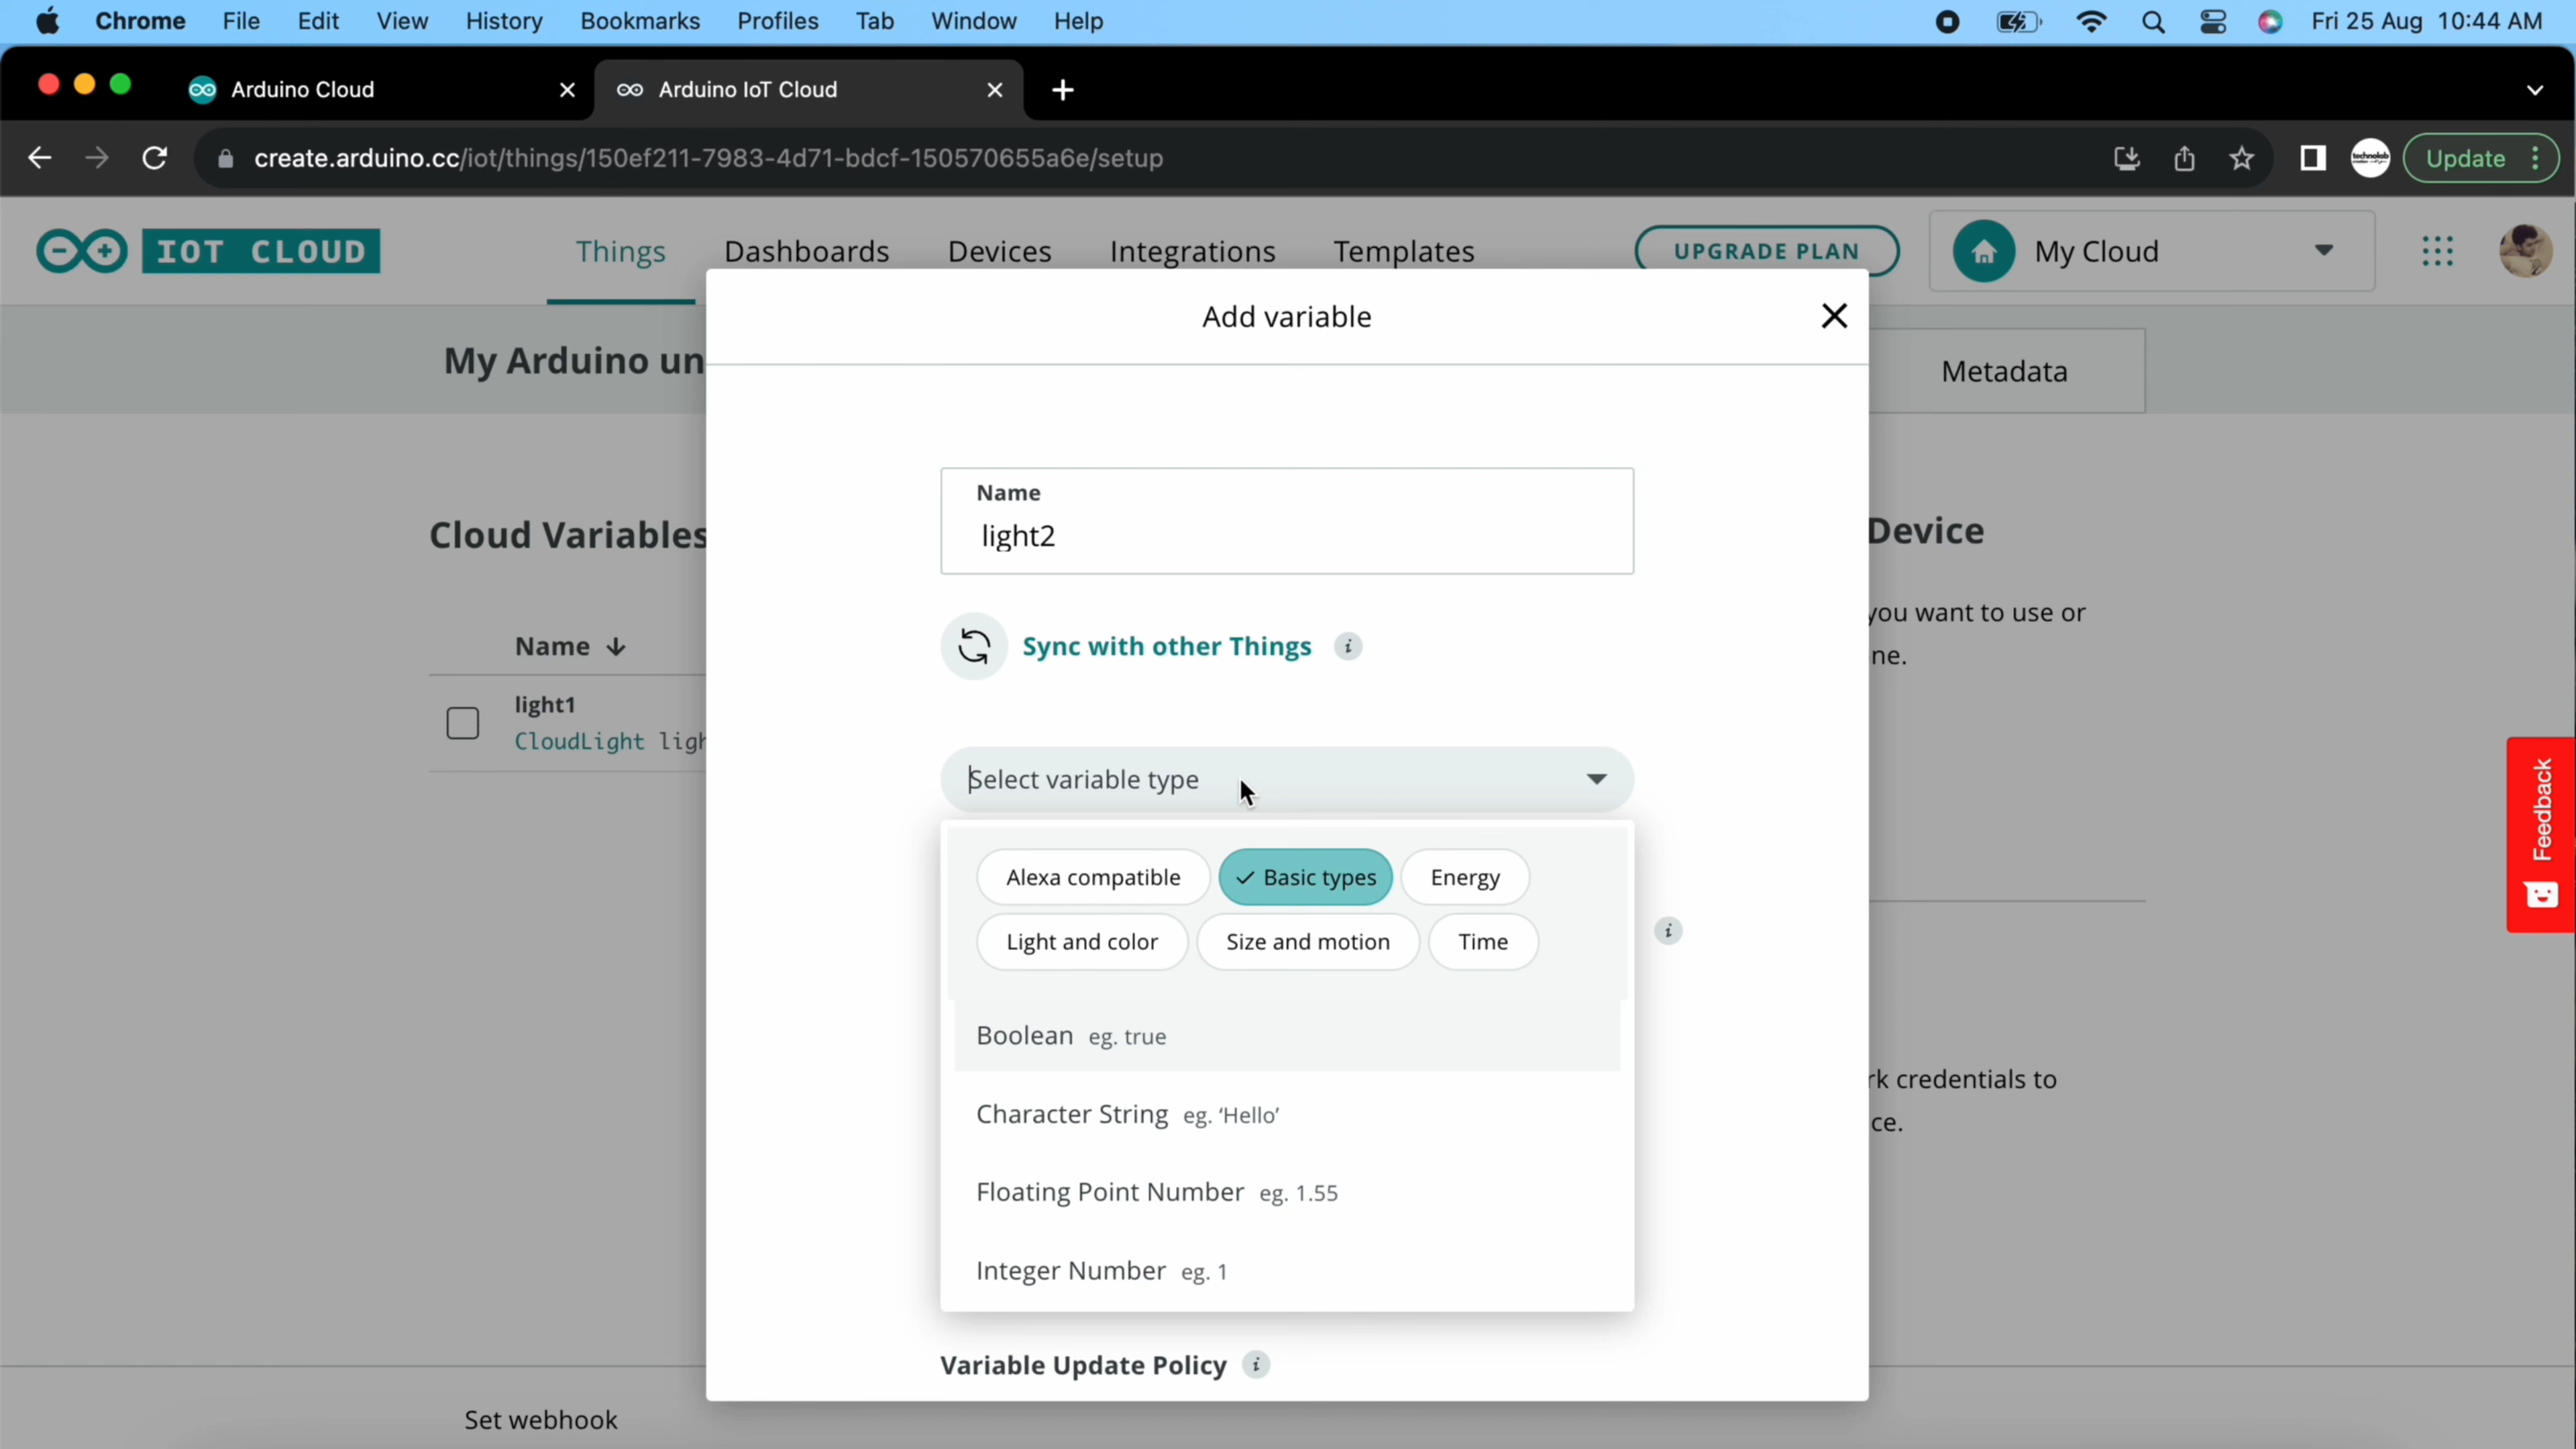 Chrome File Edit View History Bookmarks Profiles Tab Window Help Fri 25 Aug 10:44 AM
Arduino Cloud Arduino IoT Cloud
create.arduino.cc/iot/things/150ef211-7983-4d71-bdcf-150570655a6e/setup Update
IOT CLOUD Things Dashboards Devices Integrations Templates UPGRADE PLAN My Cloud
Add variable
My Arduino un Metadata
Name
light2
Cloud Variables Device
you want to use or
Name Sync with other Things
ne.
light1
CloudLight ligh
Select variable type
Feedback
Alexa compatible Basic types Energy
Light and color Size and motion Time
Boolean eg. true
rk credentials to
Character String eg. ‘Hello’
ce.
Floating Point Number eg. 1.55
Integer Number eg. 1
Variable Update Policy
Set webhook